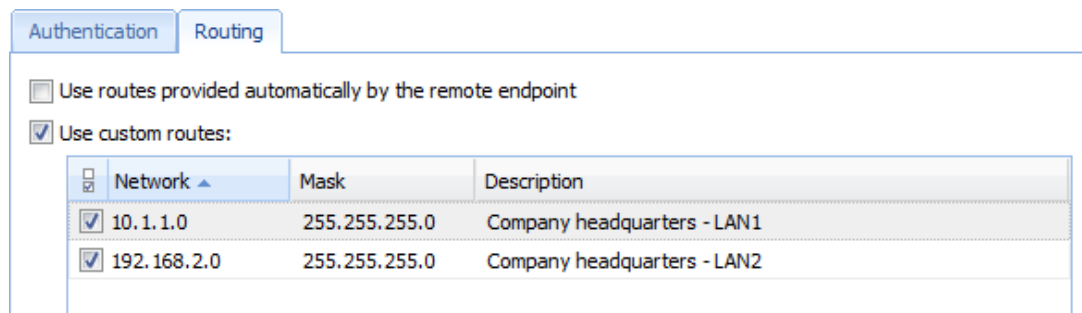 Authentication Routing
Use routes provided automatically by the remote endpoint
Use custom routes:
Network Mask Description
10.1.1.0 255.255.255.0 Company headquarters - LAN1
192.168.2.0 255.255.255.0 Company headquarters - LAN2